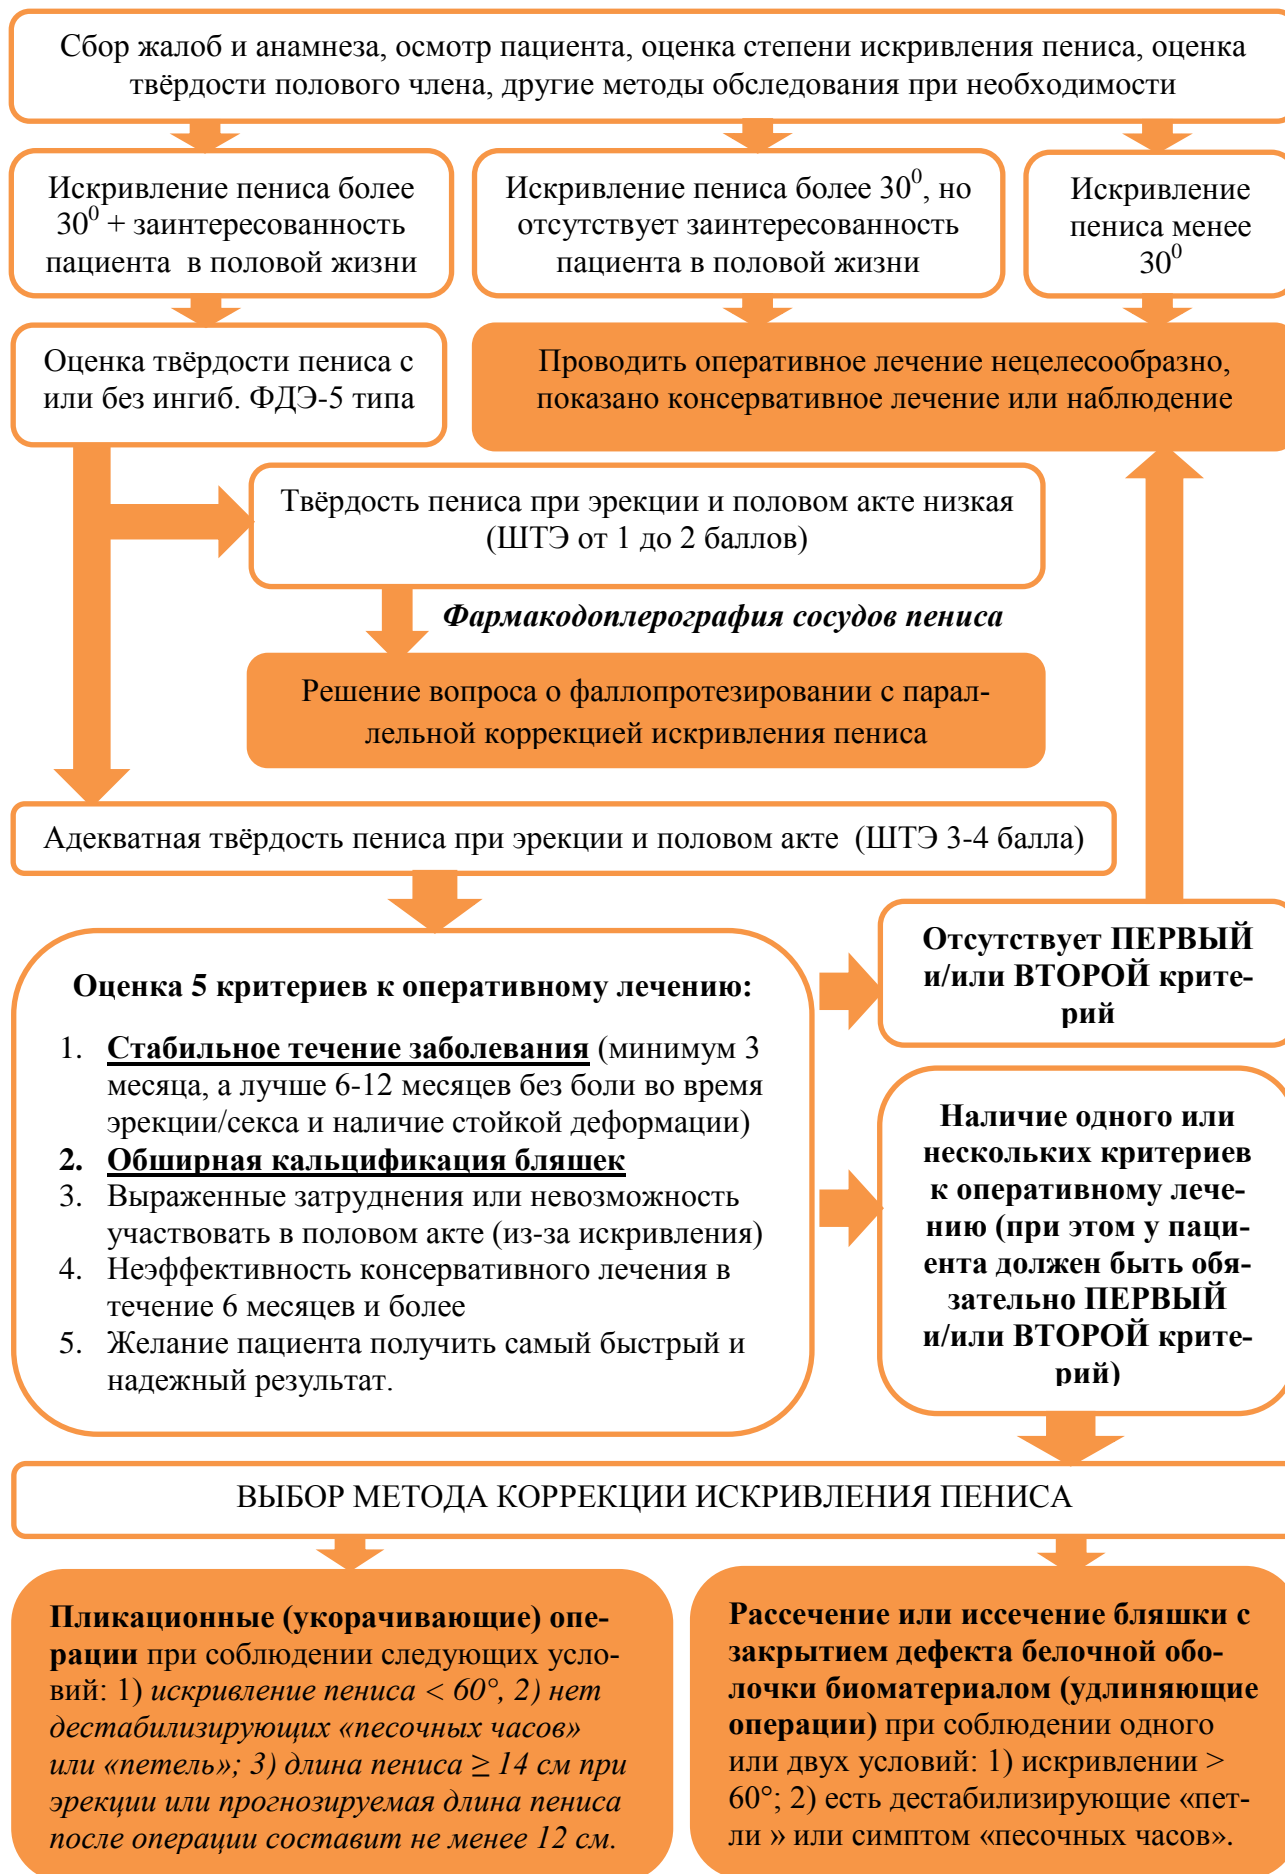 Сбор жалоб и анамнеза, осмотр пациента, оценка степени искривления пениса, оценка
твёрдости полового члена, другие методы обследования при необходимости
Искривление пениса более
30⁰ + заинтересованность
пациента в половой жизни
Искривление пениса более 30⁰, но
отсутствует заинтересованность
пациента в половой жизни
Искривление
пениса менее
30⁰
Оценка твёрдости пениса с
или без ингиб. ФДЭ-5 типа
Проводить оперативное лечение нецелесообразно,
показано консервативное лечение или наблюдение
Твёрдость пениса при эрекции и половом акте низкая
(ШТЭ от 1 до 2 баллов)
Фармакодоплерография сосудов пениса
Решение вопроса о фаллопротезировании с парал-
лельной коррекцией искривления пениса
Адекватная твёрдость пениса при эрекции и половом акте (ШТЭ 3-4 балла)
Оценка 5 критериев к оперативному лечению:
1. Стабильное течение заболевания (минимум 3
месяца, а лучше 6-12 месяцев без боли во время
эрекции/секса и наличие стойкой деформации)
2. Обширная кальцификация бляшек
3. Выраженные затруднения или невозможность
участвовать в половом акте (из-за искривления)
4. Неэффективность консервативного лечения в
течение 6 месяцев и более
5. Желание пациента получить самый быстрый и
надежный результат.
Отсутствует ПЕРВЫЙ
и/или ВТОРОЙ крите-
рий
Наличие одного или
нескольких критериев
к оперативному лече-
нию (при этом у паци-
ента должен быть обя-
зательно ПЕРВЫЙ
и/или ВТОРОЙ крите-
рий)
ВЫБОР МЕТОДА КОРРЕКЦИИ ИСКРИВЛЕНИЯ ПЕНИСА
Пликационные (укорачивающие) опе-
рации при соблюдении следующих усло-
вий: 1) искривление пениса < 60°, 2) нет
дестабилизирующих «песочных часов»
или «петель»; 3) длина пениса ≥ 14 см при
эрекции или прогнозируемая длина пениса
после операции составит не менее 12 см.
Рассечение или иссечение бляшки с
закрытием дефекта белочной обо-
лочки биоматериалом (удлиняющие
операции) при соблюдении одного
или двух условий: 1) искривлении >
60°; 2) есть дестабилизирующие «пет-
ли » или симптом «песочных часов».